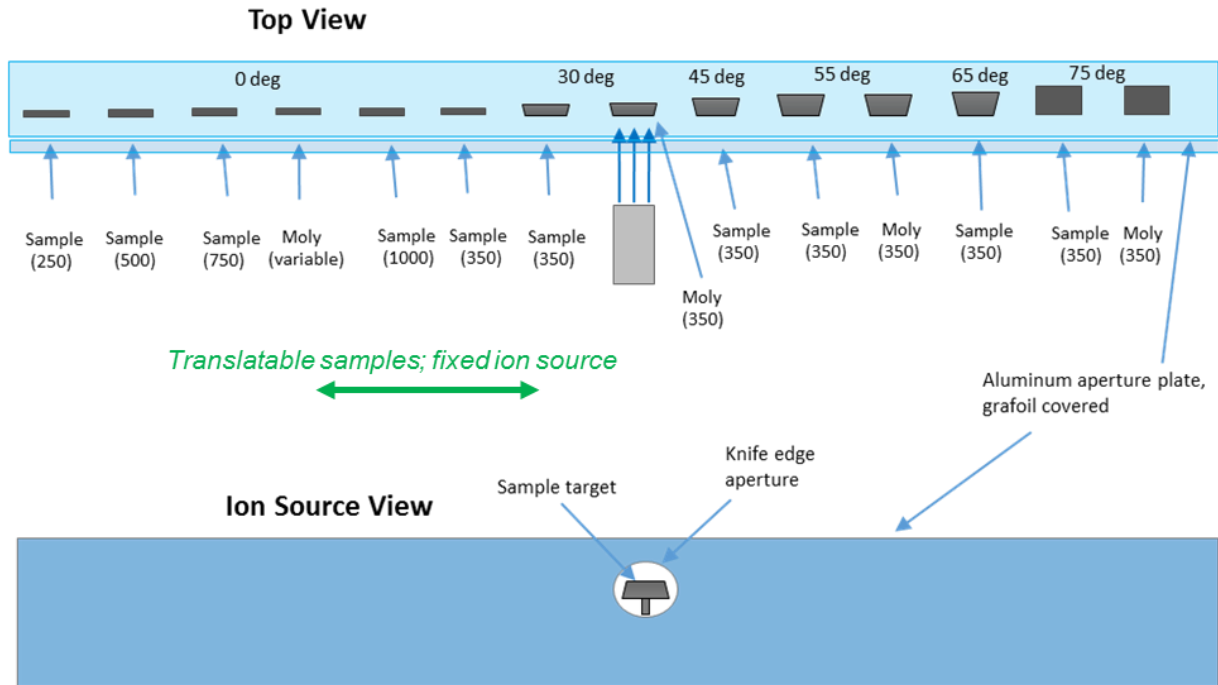 Top View
0 deg
30 deg
45 deg
55 deg
65 deg
75 deg
Sample
(250)
Sample
(500)
Sample
(750)
Moly
(variable)
Sample
(1000)
Sample
(350)
Sample
(350)
Moly
(350)
Sample
(350)
Sample
(350)
Moly
(350)
Sample
(350)
Sample
(350)
Moly
(350)
Translatable samples; fixed ion source
Aluminum aperture plate,
grafoil covered
Knife edge
aperture
Sample target
Ion Source View